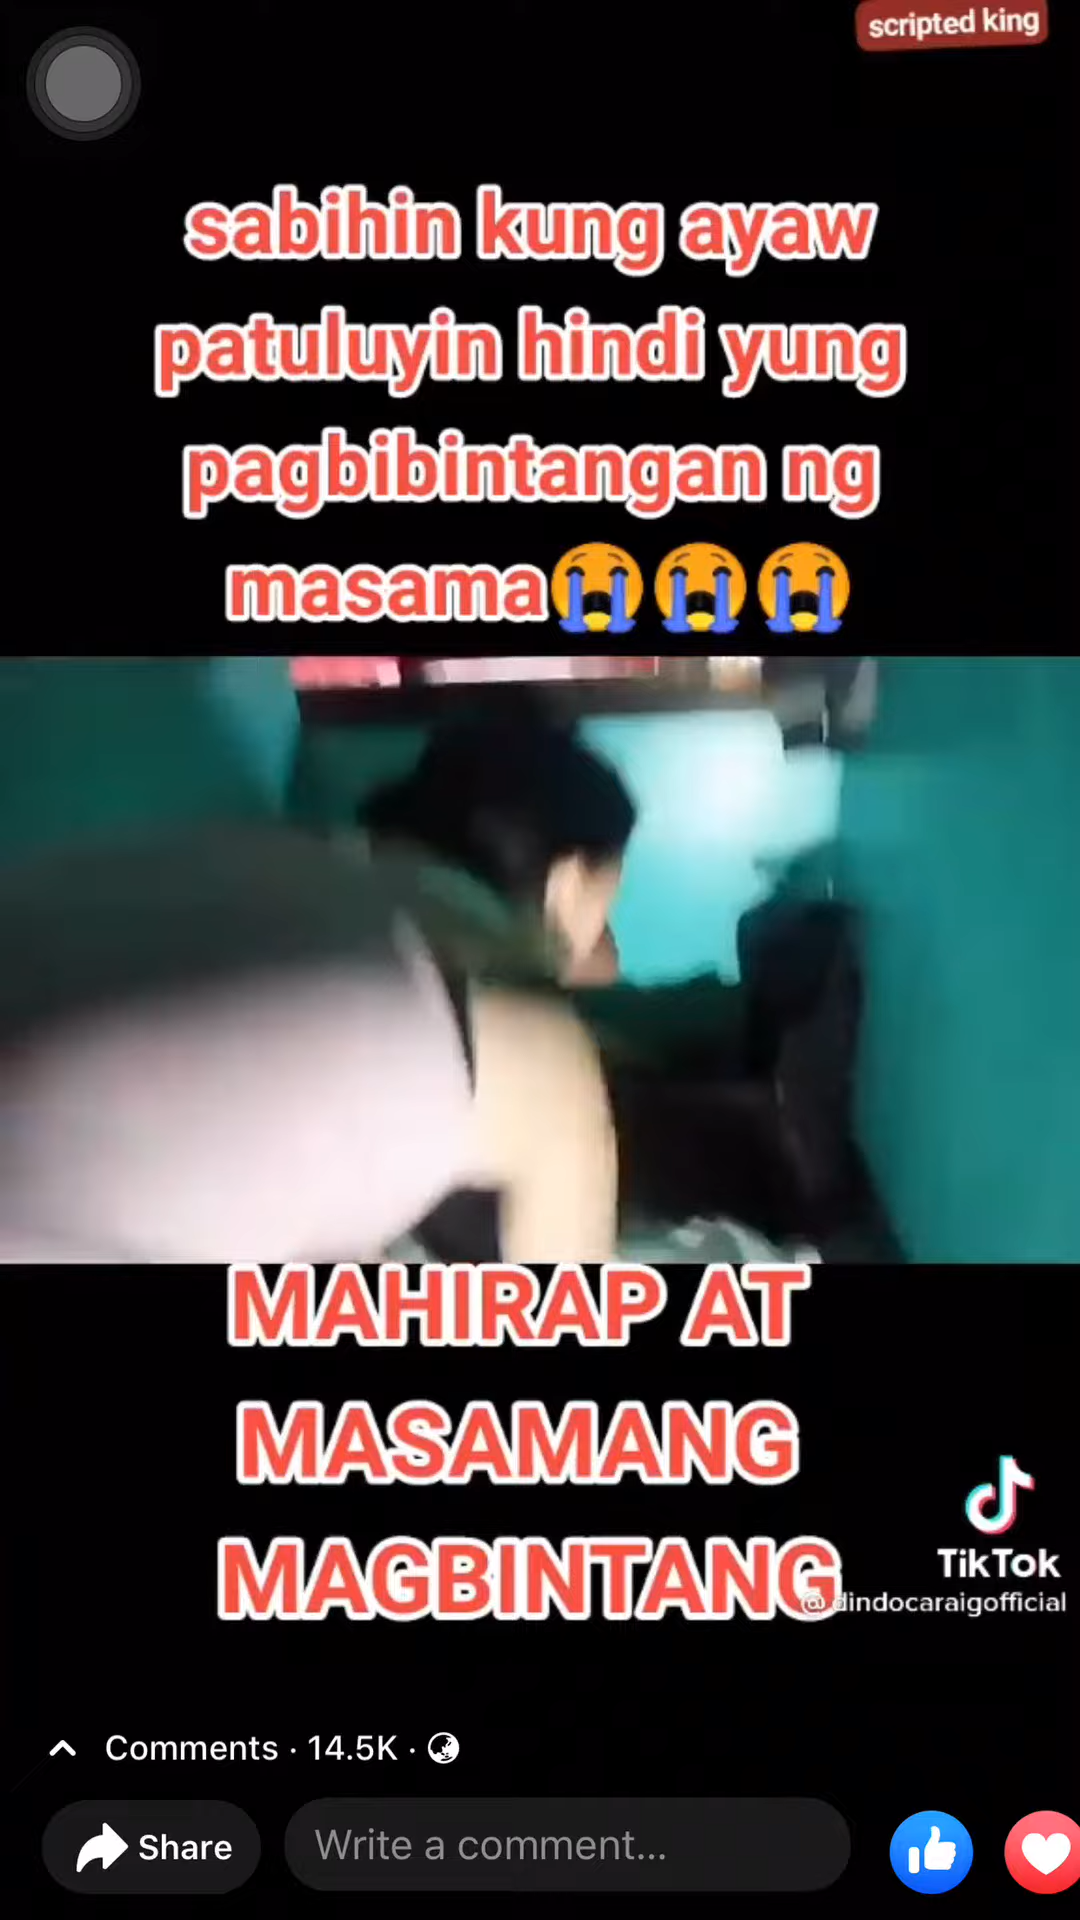 scripted king
sabihin kung ayaw
patuluyin hindi yung
pagbibintangan ng
masama😭😭😭
MAHIRAP AT
MASAMANG
MAGBINTANG
TikTok
@dindocaraigofficial
Comments · 14.5K ·
Share
Write a comment...